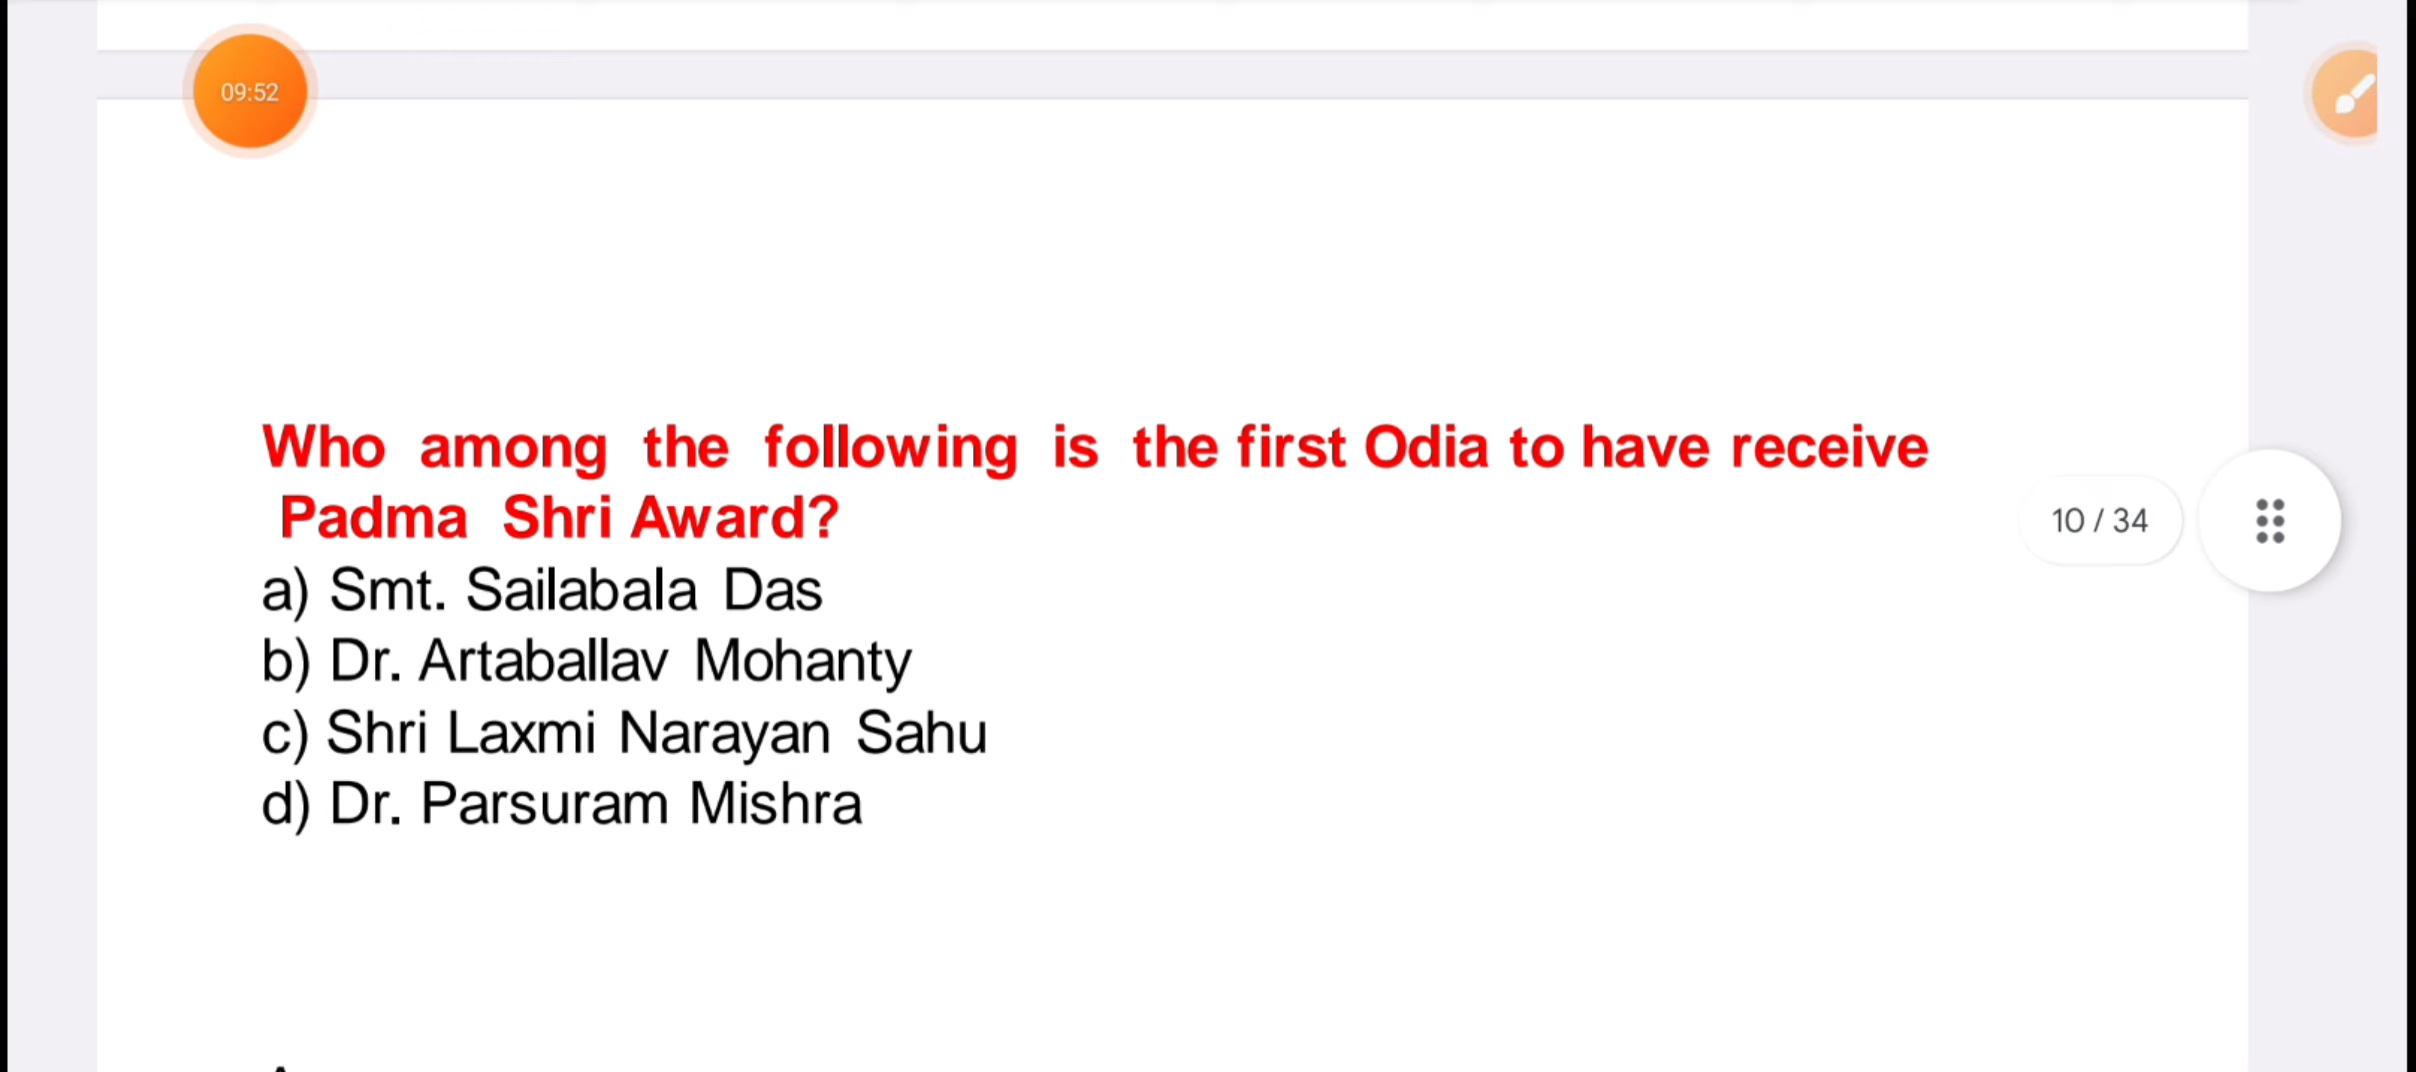 09:52
Who among the following is the first Odia to have receive
Padma Shri Award?
10 / 34
a) Smt. Sailabala Das
b) Dr. Artaballav Mohanty
c) Shri Laxmi Narayan Sahu
d) Dr. Parsuram Mishra